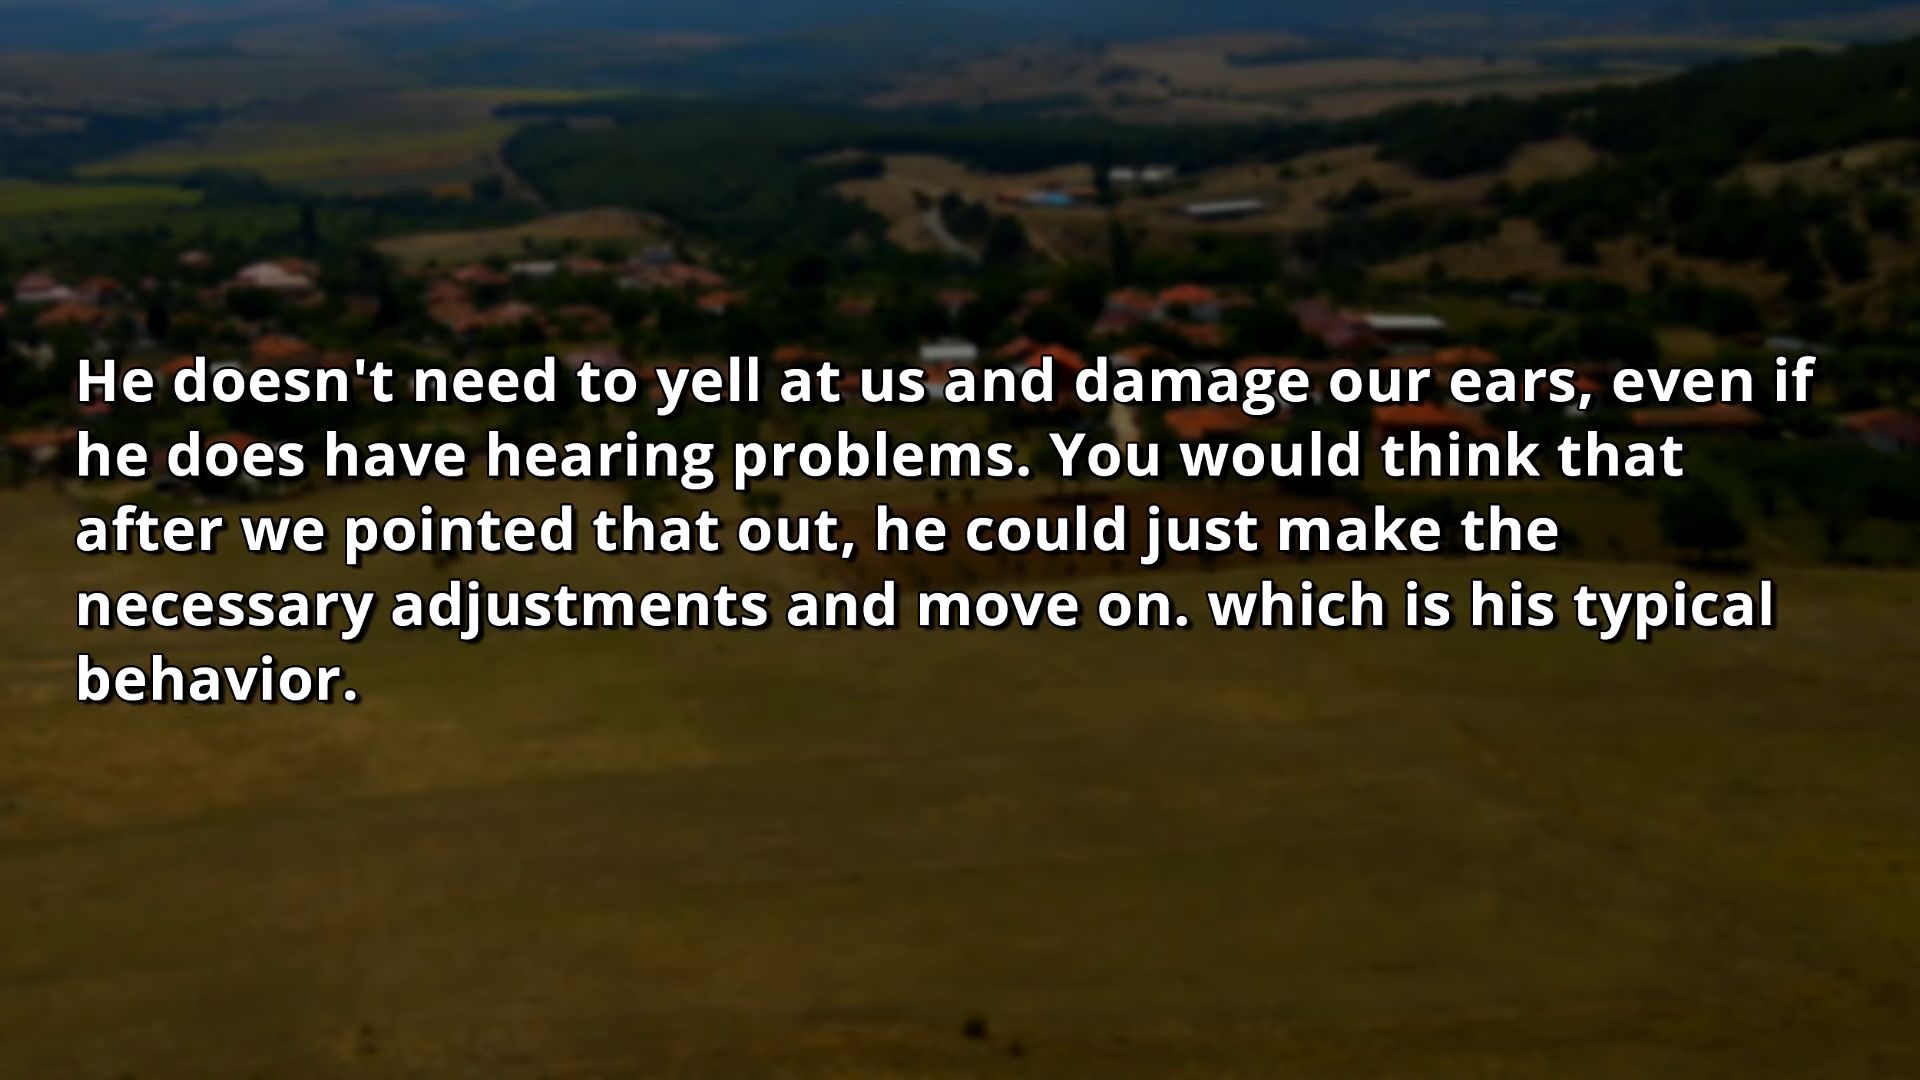 He doesn't need to yell at us and damage our ears, even if
he does have hearing problems. You would think that
after we pointed that out, he could just make the
necessary adjustments and move on. which is his typical
behavior.